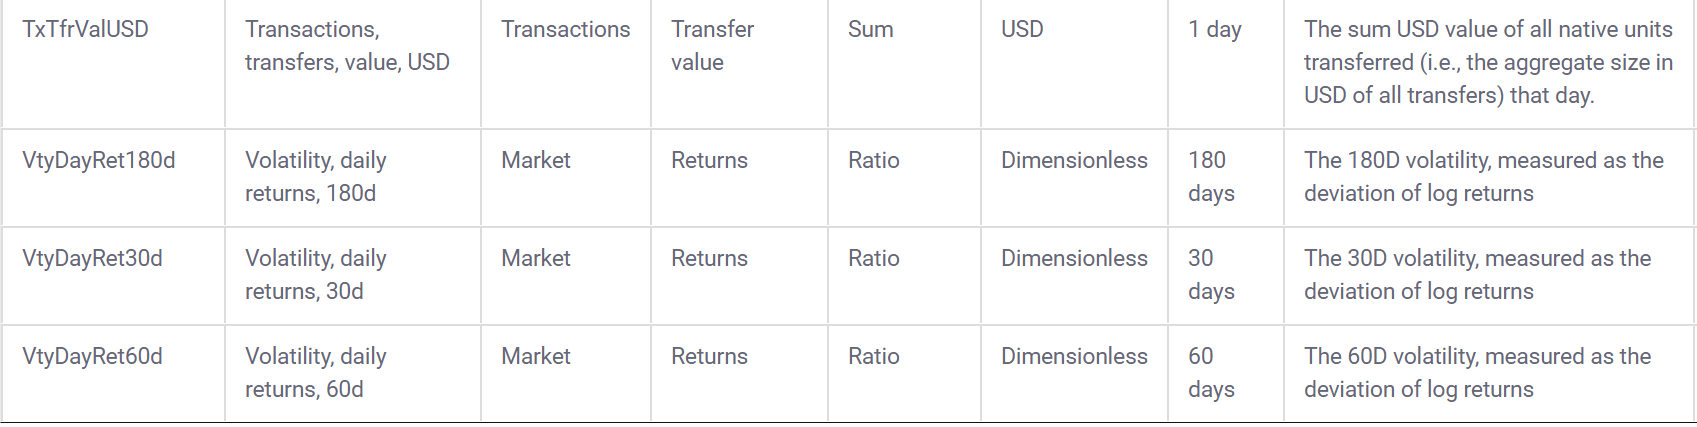 TxTfrValUSD
Transactions,
transfers, value, USD
Transactions
Transfer
value
Sum
USD
1 day
The sum USD value of all native units
transferred (i.e., the aggregate size in
USD of all transfers) that day.
VtyDayRet180d
Volatility, daily
returns, 180d
Market
Returns
Ratio
Dimensionless
180
days
The 180D volatility, measured as the
deviation of log returns
VtyDayRet30d
Volatility, daily
returns, 30d
Market
Returns
Ratio
Dimensionless
30
days
The 30D volatility, measured as the
deviation of log returns
VtyDayRet60d
Volatility, daily
returns, 60d
Market
Returns
Ratio
Dimensionless
60
days
The 60D volatility, measured as the
deviation of log returns